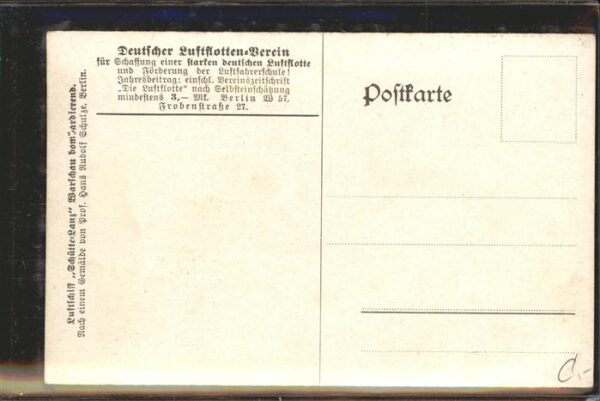 Deutscher Luftflotten-Verein
für Schaffung einer starken deutschen Luftflotte
und Förderung der Luftfahrerschule!
Jahresbeitrag: einschl. Vereinszeitschrift
„Die Luftflotte“ nach Selbsteinschätzung
mindestens 3,— Mk. Berlin W 57,
Frobenstraße 27.
Postkarte
Luftschiff „Schütte-Lanz“ Warschau bombardierend.
Nach einem Gemälde von Prof. Hans Rudolf Schulze, Berlin.